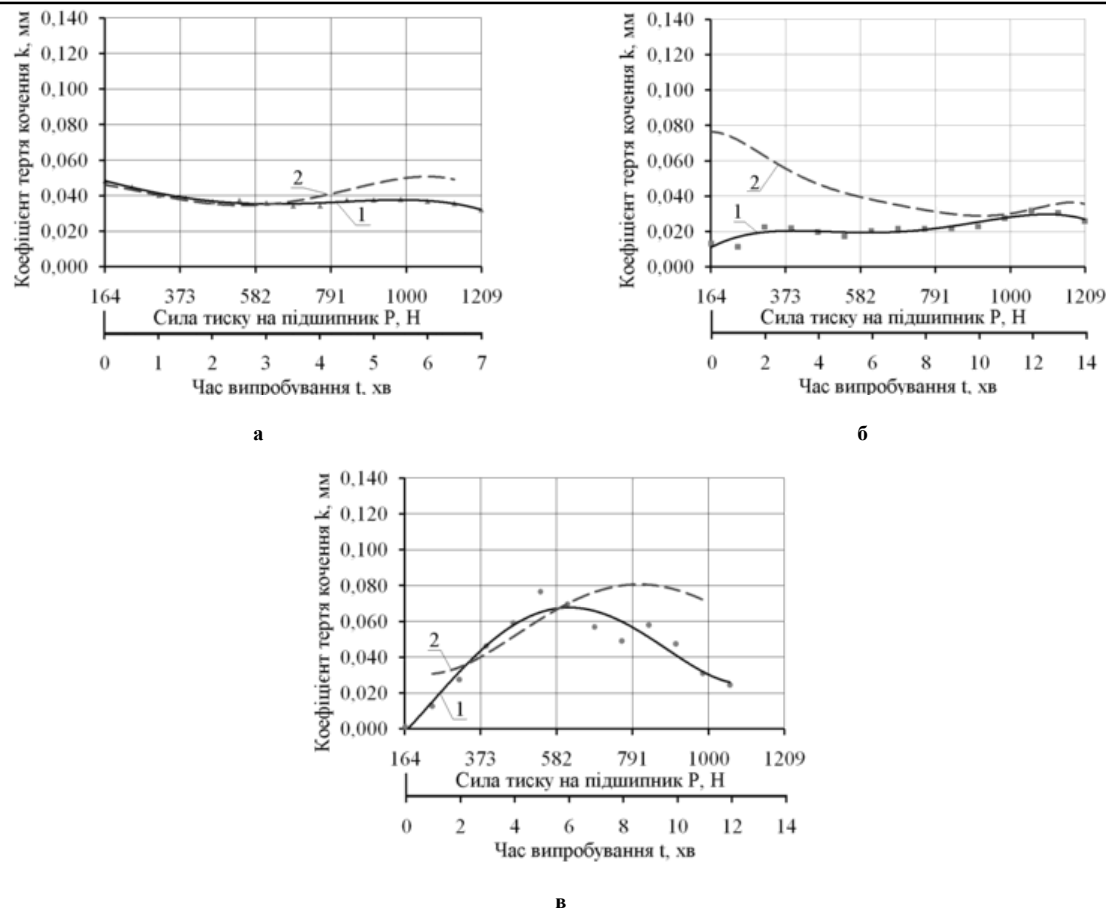 Коефіцієнт тертя кочення k, мм
0,140
0,120
0,100
0,080
0,060
0,040
0,020
0,000
2
1
164 373 582 791 1000 1209
Сила тиску на підшипник P, Н
0 1 2 3 4 5 6 7
Час випробування t, хв
а
Коефіцієнт тертя кочення k, мм
0,140
0,120
0,100
0,080
0,060
0,040
0,020
0,000
2
1
164 373 582 791 1000 1209
Сила тиску на підшипник P, Н
0 2 4 6 8 10 12 14
Час випробування t, хв
б
Коефіцієнт тертя кочення k, мм
0,140
0,120
0,100
0,080
0,060
0,040
0,020
0,000
2
1
164 373 582 791 1000 1209
Сила тиску на підшипник P, Н
0 2 4 6 8 10 12 14
Час випробування t, хв
в